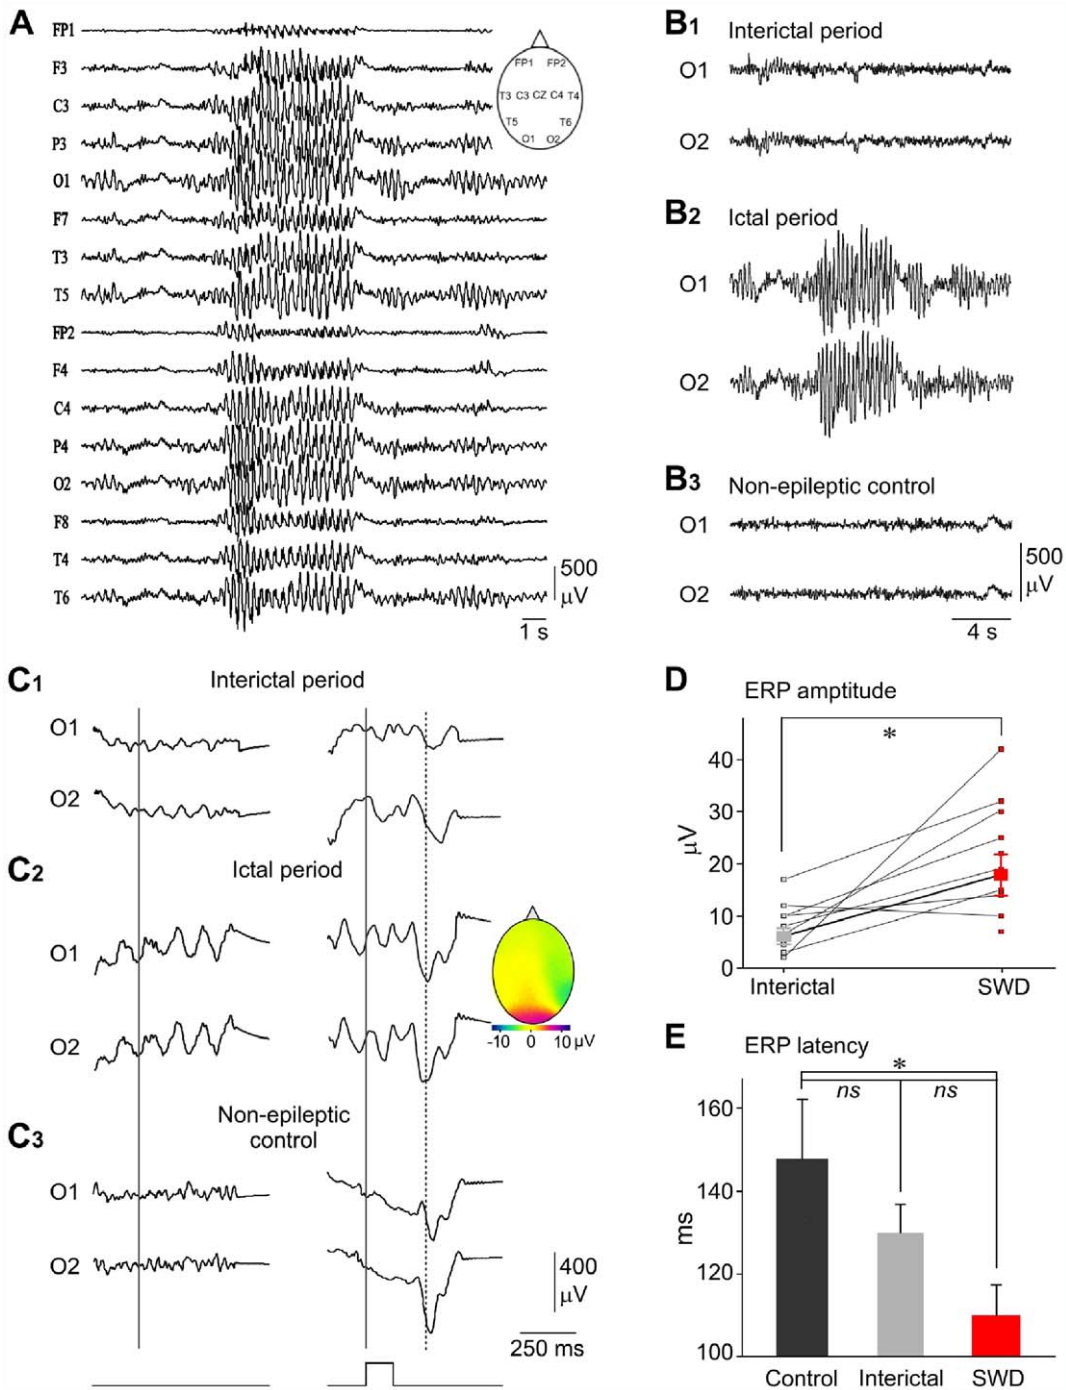 A
FP1
F3
C3
P3
O1
F7
T3
T5
FP2
F4
C4
P4
O2
F8
T4
T6
FP1 FP2
T3 C3 CZ C4 T4
T5 T6
O1 O2
500
µV
1 s
B1 Interictal period
O1
O2
B2 Ictal period
O1
O2
B3 Non-epileptic control
O1
O2
500
µV
4 s
C1 Interictal period
O1
O2
C2 Ictal period
O1
O2
-10 0 10 µV
C3 Non-epileptic
control
O1
O2
400
µV
250 ms
D ERP amptitude
*
µV
40
30
20
10
0
Interictal SWD
E ERP latency
*
ns ns
ms
160
140
120
100
Control Interictal SWD